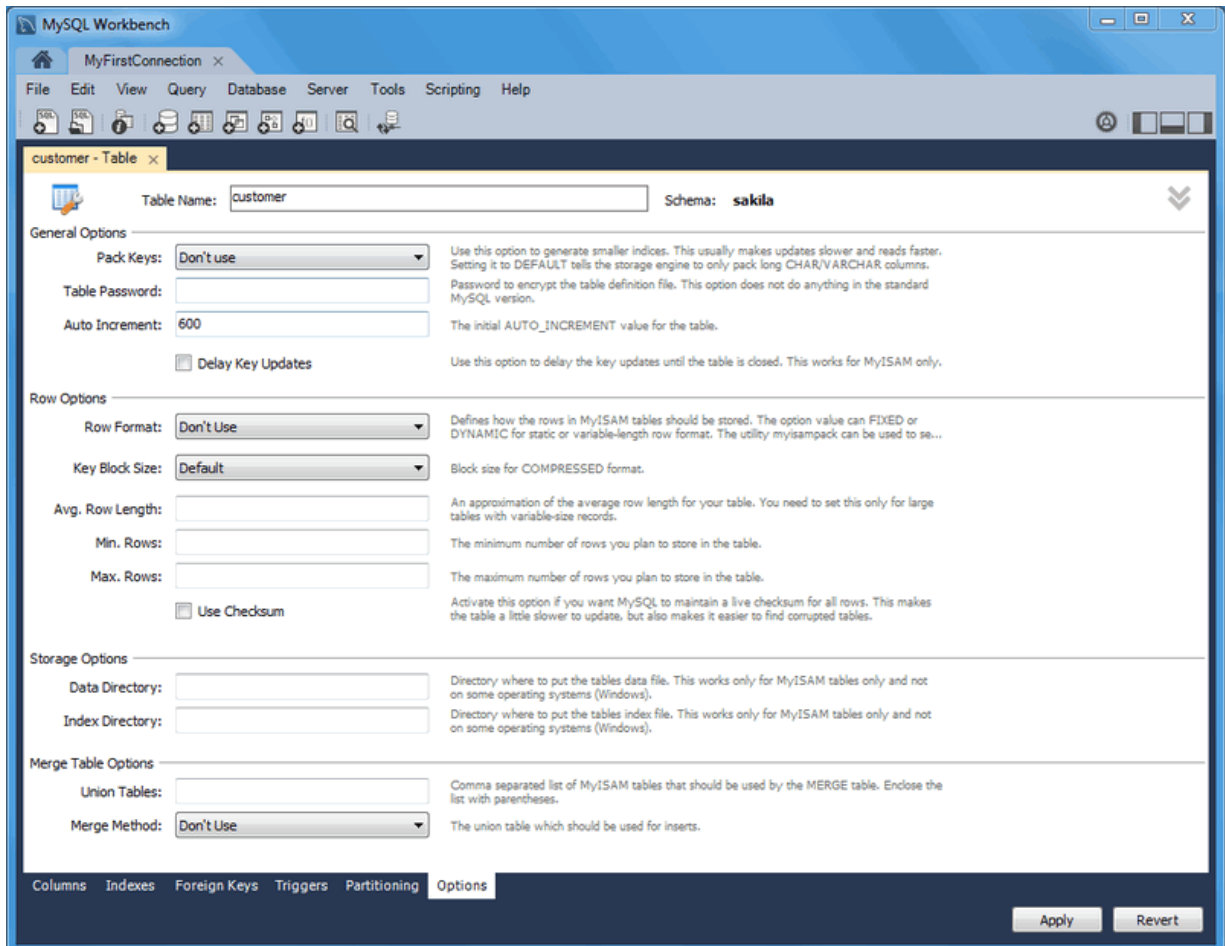 MySQL Workbench
MyFirstConnection
File Edit View Query Database Server Tools Scripting Help
SQL SQL
customer - Table
Table Name: customer Schema: sakila
General Options
Pack Keys: Don't use
Use this option to generate smaller indices. This usually makes updates slower and reads faster.
Setting it to DEFAULT tells the storage engine to only pack long CHAR/VARCHAR columns.
Table Password:
Password to encrypt the table definition file. This option does not do anything in the standard
MySQL version.
Auto Increment: 600 The initial AUTO_INCREMENT value for the table.
Delay Key Updates Use this option to delay the key updates until the table is closed. This works for MyISAM only.
Row Options
Row Format: Don't Use
Defines how the rows in MyISAM tables should be stored. The option value can FIXED or
DYNAMIC for static or variable-length row format. The utility myisampack can be used to se...
Key Block Size: Default Block size for COMPRESSED format.
Avg. Row Length:
An approximation of the average row length for your table. You need to set this only for large
tables with variable-size records.
Min. Rows: The minimum number of rows you plan to store in the table.
Max. Rows: The maximum number of rows you plan to store in the table.
Use Checksum
Activate this option if you want MySQL to maintain a live checksum for all rows. This makes
the table a little slower to update, but also makes it easier to find corrupted tables.
Storage Options
Data Directory:
Directory where to put the tables data file. This works only for MyISAM tables only and not
on some operating systems (Windows).
Index Directory:
Directory where to put the tables index file. This works only for MyISAM tables only and not
on some operating systems (Windows).
Merge Table Options
Union Tables:
Comma separated list of MyISAM tables that should be used by the MERGE table. Enclose the
list with parentheses.
Merge Method: Don't Use The union table which should be used for inserts.
Columns Indexes Foreign Keys Triggers Partitioning Options
Apply Revert